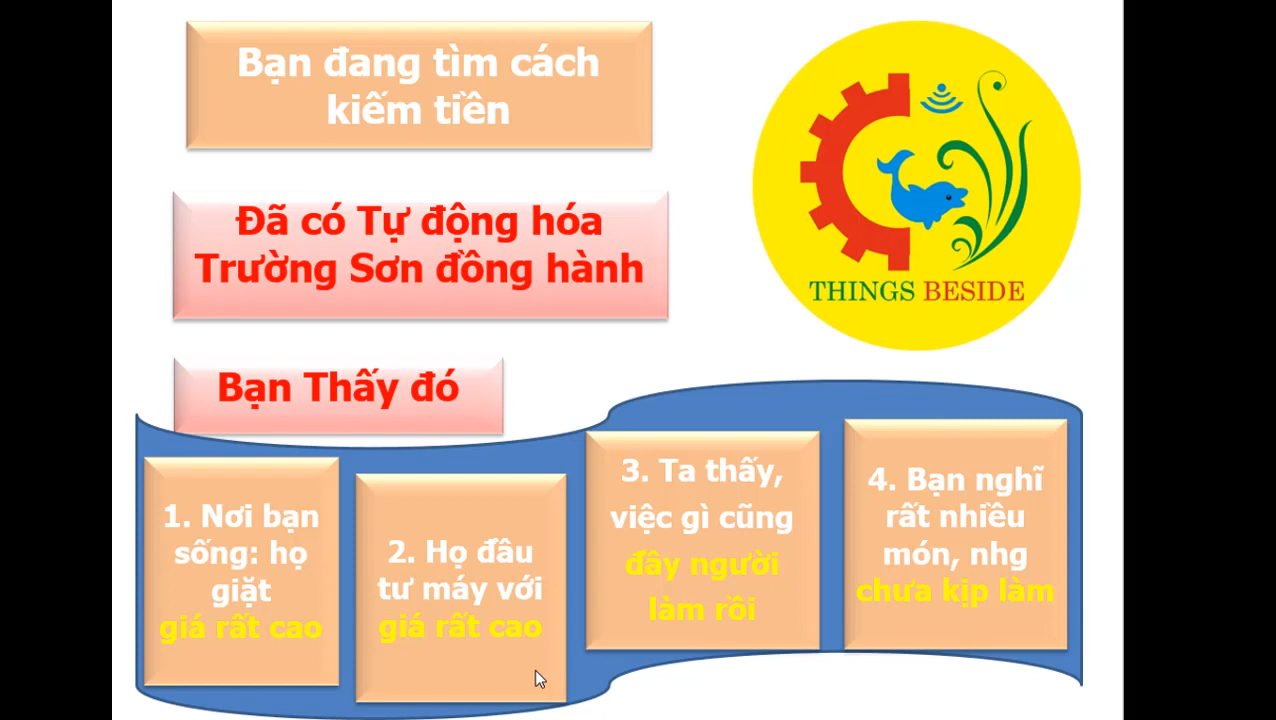 Bạn đang tìm cách
kiếm tiền
Đã có Tự động hóa
Trường Sơn đồng hành
THINGS BESIDE
Bạn Thấy đó
1. Nơi bạn
sống: họ
giặt
giá rất cao
2. Họ đầu
tư máy với
giá rất cao
3. Ta thấy,
việc gì cũng
đầy người
làm rồi
4. Bạn nghĩ
rất nhiều
món, nhg
chưa kịp làm